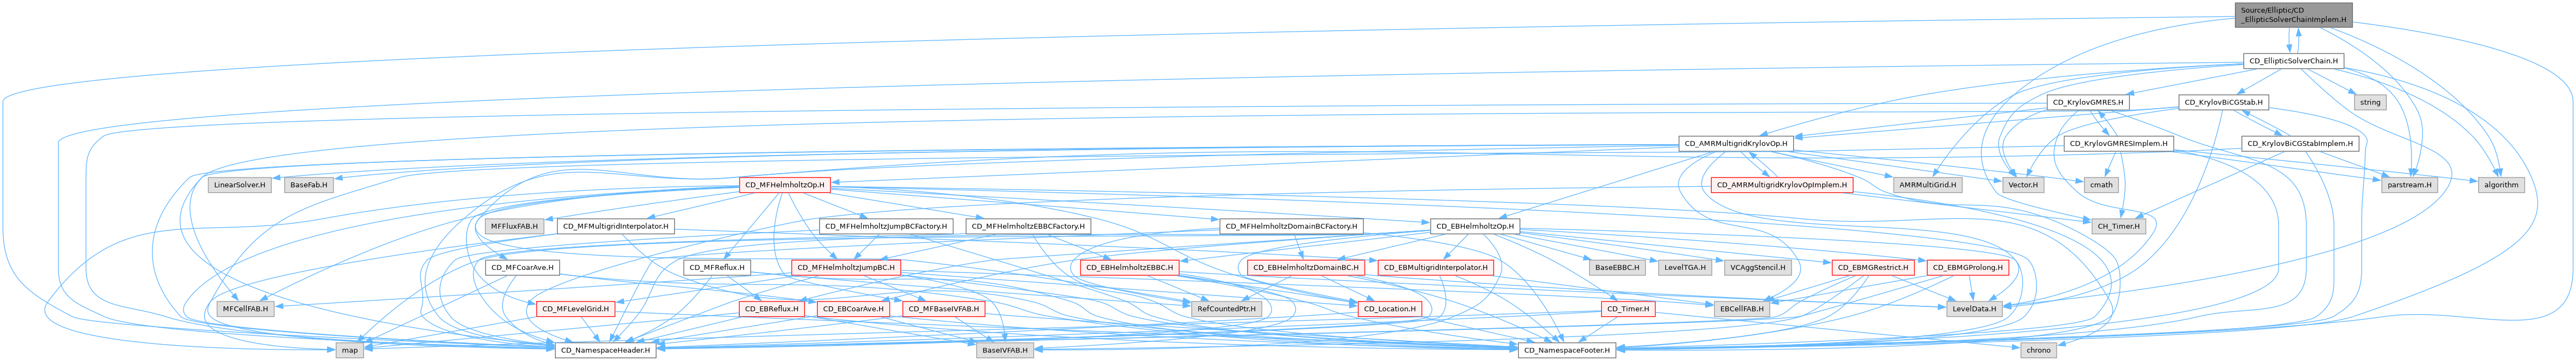 Source/Elliptic/CD
_EllipticSolverChainImplem.H
CD_EllipticSolverChain.H
CD_KrylovGMRES.H
CD_KrylovBiCGStab.H
string
CD_AMRMultigridKrylovOp.H
CD_KrylovGMRESImplem.H
CD_KrylovBiCGStabImplem.H
LinearSolver.H
BaseFab.H
CD_MFHelmholtzOp.H
CD_AMRMultigridKrylovOpImplem.H
AMRMultiGrid.H
Vector.H
cmath
parstream.H
algorithm
MFFluxFAB.H
CD_MFMultigridInterpolator.H
CD_MFHelmholtzJumpBCFactory.H
CD_MFHelmholtzEBBCFactory.H
CD_MFHelmholtzDomainBCFactory.H
CD_EBHelmholtzOp.H
CH_Timer.H
CD_MFCoarAve.H
CD_MFReflux.H
CD_MFHelmholtzJumpBC.H
CD_EBHelmholtzEBBC.H
CD_EBHelmholtzDomainBC.H
CD_EBMultigridInterpolator.H
BaseEBBC.H
LevelTGA.H
VCAggStencil.H
CD_EBMGRestrict.H
CD_EBMGProlong.H
MFCellFAB.H
CD_MFLevelGrid.H
CD_EBReflux.H
CD_EBCoarAve.H
CD_MFBaseIVFAB.H
RefCountedPtr.H
CD_Location.H
CD_Timer.H
EBCellFAB.H
LevelData.H
map
CD_NamespaceHeader.H
BaseIVFAB.H
CD_NamespaceFooter.H
chrono